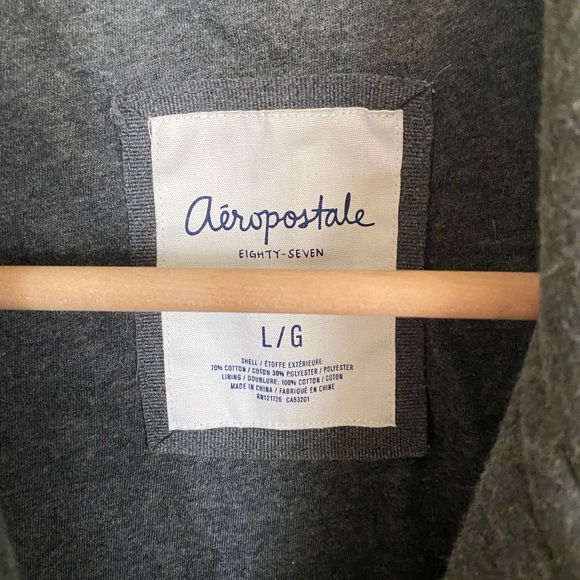 aéropostale
EIGHTY-SEVEN
L/G
SHELL / ÉTOFFE EXTÉRIEURE:
70% COTTON / COTON 30% POLYESTER / POLYESTER
LINING / DOUBLURE: 100% COTTON / COTON
MADE IN CHINA / FABRIQUÉ EN CHINE
RN121726 CA53201